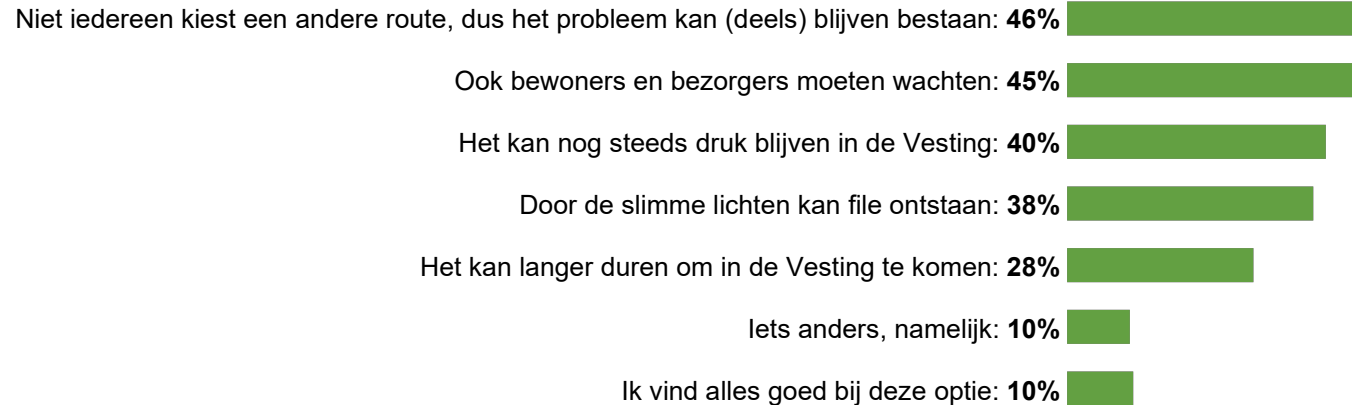 Niet iedereen kiest een andere route, dus het probleem kan (deels) blijven bestaan: 46%
Ook bewoners en bezorgers moeten wachten: 45%
Het kan nog steeds druk blijven in de Vesting: 40%
Door de slimme lichten kan file ontstaan: 38%
Het kan langer duren om in de Vesting te komen: 28%
Iets anders, namelijk: 10%
Ik vind alles goed bij deze optie: 10%